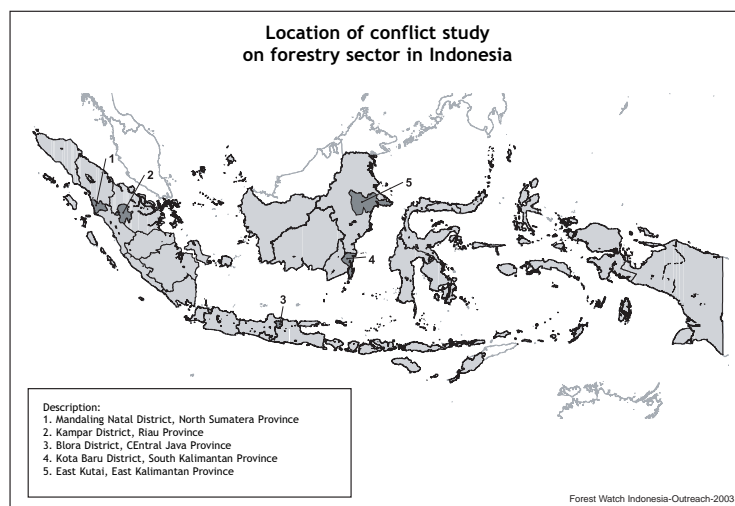 Location of conflict study
on forestry sector in Indonesia
1
2
5
4
3
Description:
1. Mandaling Natal District, North Sumatera Province
2. Kampar District, Riau Province
3. Blora District, CEntral Java Province
4. Kota Baru District, South Kalimantan Province
5. East Kutai, East Kalimantan Province
Forest Watch Indonesia-Outreach-2003